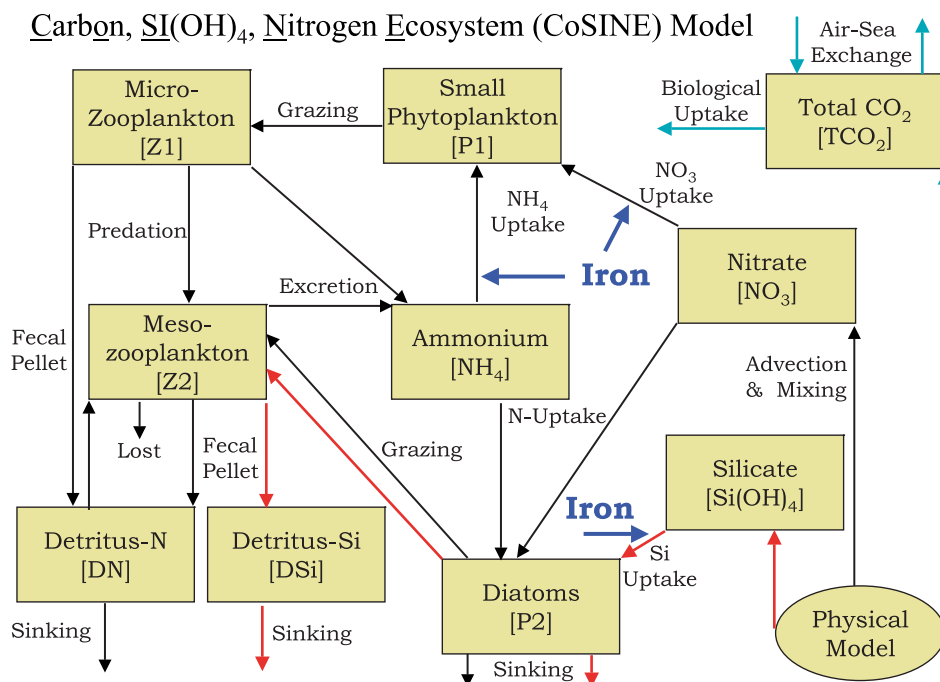 Carbon, SI(OH)₄, Nitrogen Ecosystem (CoSINE) Model
Air-Sea
Exchange
Micro-
Zooplankton
[Z1]
Grazing
Small
Phytoplankton
[P1]
Biological
Uptake
Total CO₂
[TCO₂]
NO₃
Uptake
NH₄
Uptake
Predation
Iron
Nitrate
[NO₃]
Excretion
Fecal
Pellet
Meso-
zooplankton
[Z2]
Ammonium
[NH₄]
Advection
& Mixing
N-Uptake
Lost
Fecal
Pellet
Grazing
Silicate
[Si(OH)₄]
Iron
Detritus-N
[DN]
Detritus-Si
[DSi]
Si
Uptake
Diatoms
[P2]
Physical
Model
Sinking
Sinking
Sinking